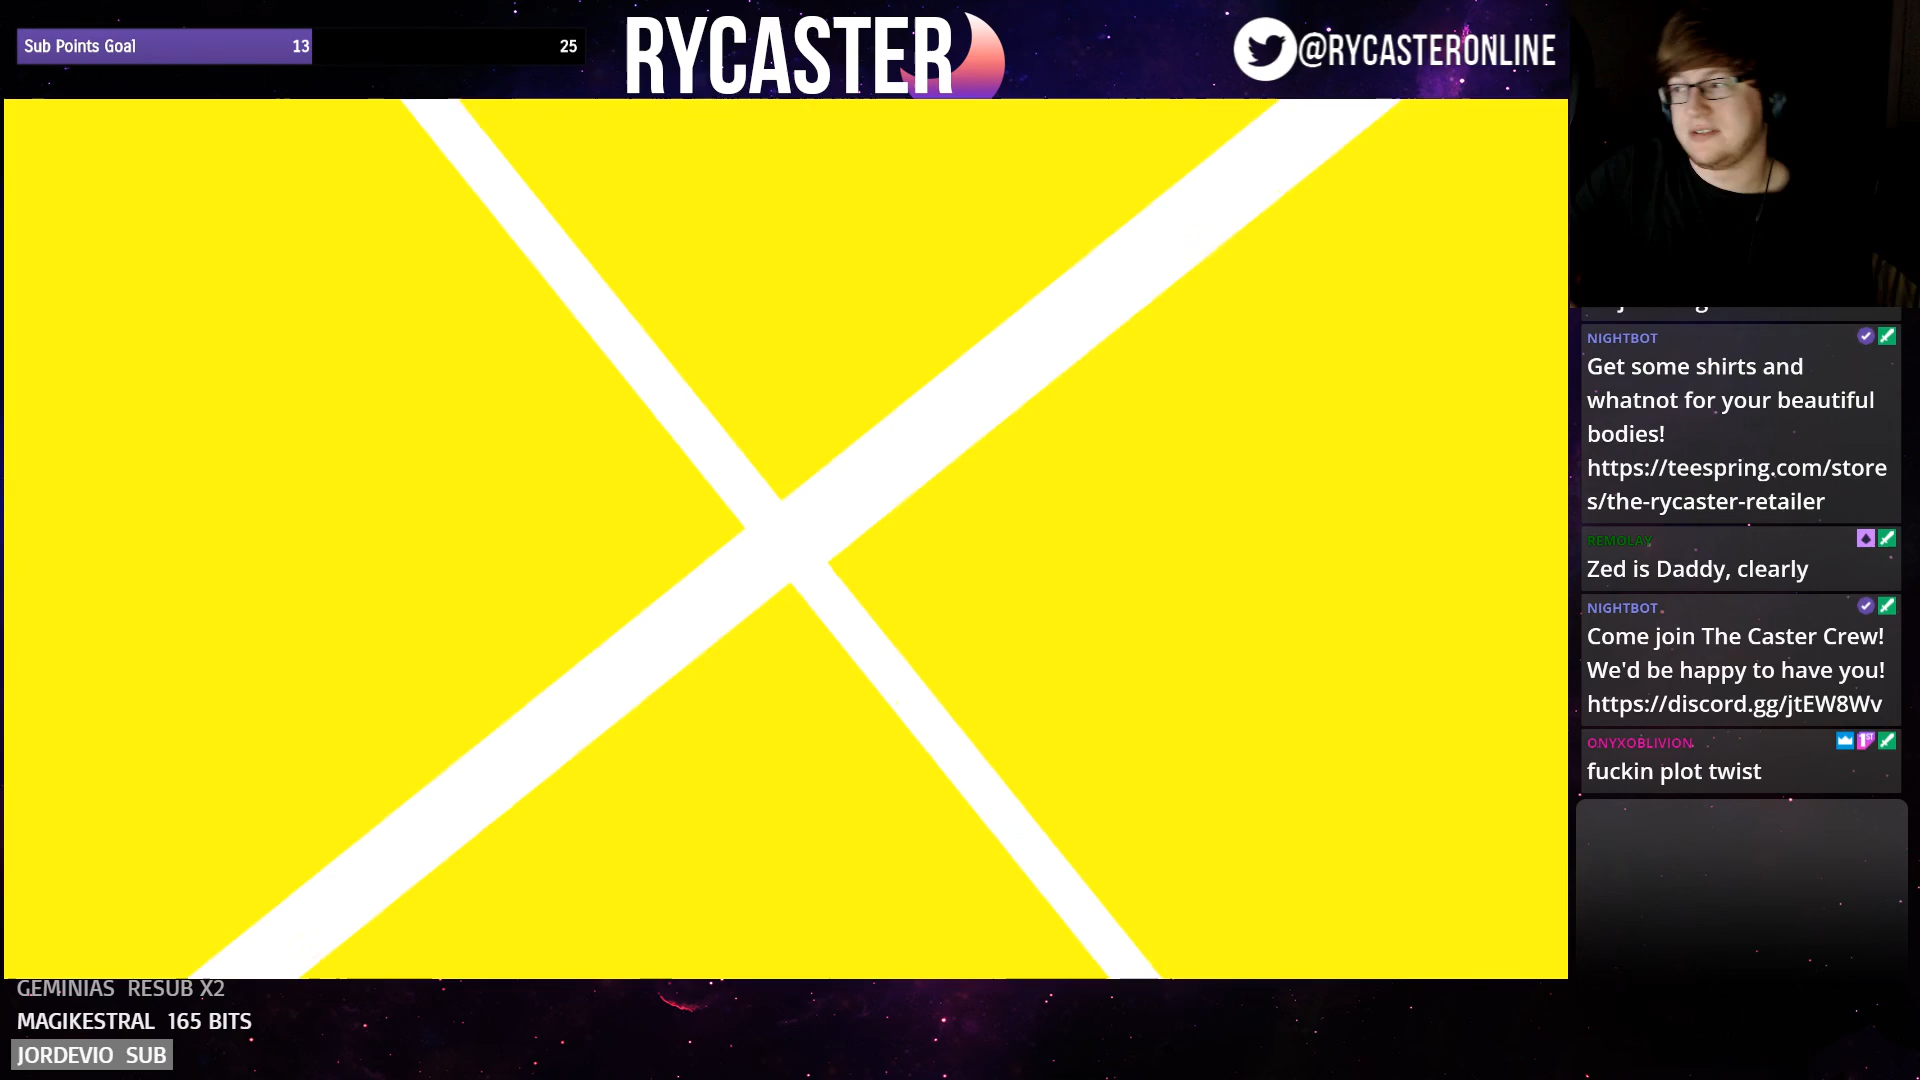 Sub Points Goal 13 25
RYCASTER
@RYCASTERONLINE
NIGHTBOT
Get some shirts and
whatnot for your beautiful
bodies!
https://teespring.com/store
s/the-rycaster-retailer
REMOLAY
Zed is Daddy, clearly
NIGHTBOT
Come join The Caster Crew!
We'd be happy to have you!
https://discord.gg/jtEW8Wv
ONYXOBLIVION
1ST
fuckin plot twist
GEMINIAS RESUB X2
MAGIKESTRAL 165 BITS
JORDEVIO SUB